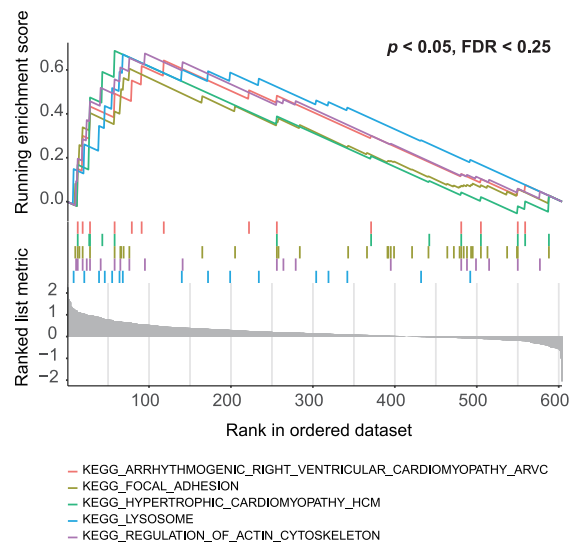 p < 0.05, FDR < 0.25
Running enrichment score
0.6
0.4
0.2
0.0
Ranked list metric
2
1
0
−1
−2
100 200 300 400 500 600
Rank in ordered dataset
KEGG_ARRHYTHMOGENIC_RIGHT_VENTRICULAR_CARDIOMYOPATHY_ARVC
KEGG_FOCAL_ADHESION
KEGG_HYPERTROPHIC_CARDIOMYOPATHY_HCM
KEGG_LYSOSOME
KEGG_REGULATION_OF_ACTIN_CYTOSKELETON